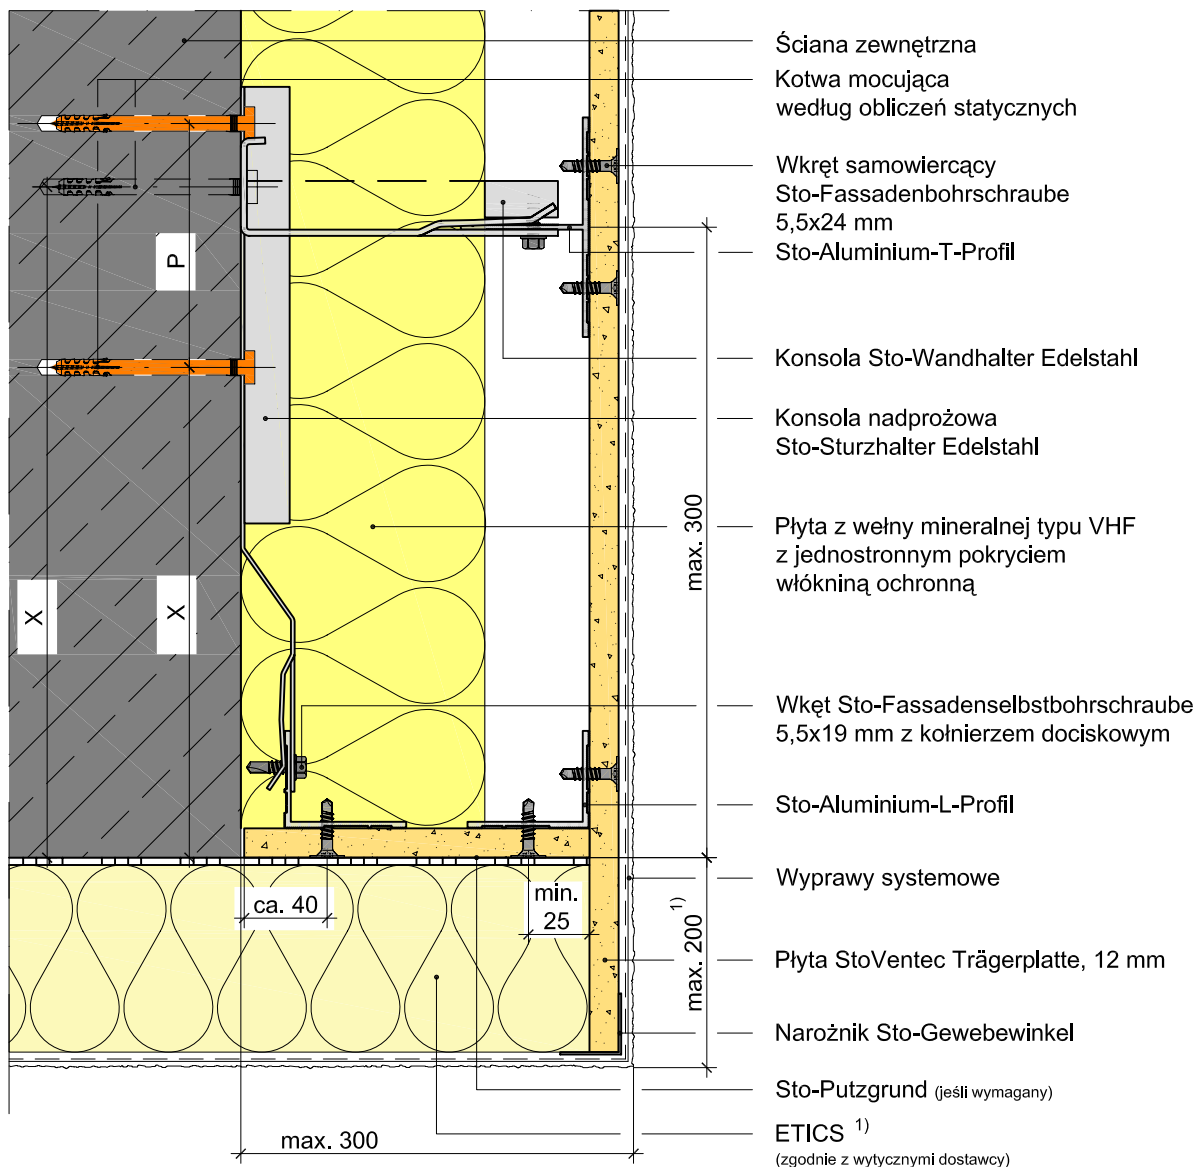 Ściana zewnętrzna
Kotwa mocująca
według obliczeń statycznych
Wkręt samowiercący
Sto-Fassadenbohrschraube
5,5x24 mm
Sto-Aluminium-T-Profil
P
Konsola Sto-Wandhalter Edelstahl
Konsola nadprożowa
Sto-Sturzhalter Edelstahl
max. 300
Płyta z wełny mineralnej typu VHF
z jednostronnym pokryciem
włókniną ochronną
X
X
Wkęt Sto-Fassadenselbstbohrschraube
5,5x19 mm z kołnierzem dociskowym
Sto-Aluminium-L-Profil
Wyprawy systemowe
ca. 40
min.
25
max. 200 1)
Płyta StoVentec Trägerplatte, 12 mm
Narożnik Sto-Gewebewinkel
Sto-Putzgrund (jeśli wymagany)
max. 300
ETICS 1)
(zgodnie z wytycznymi dostawcy)